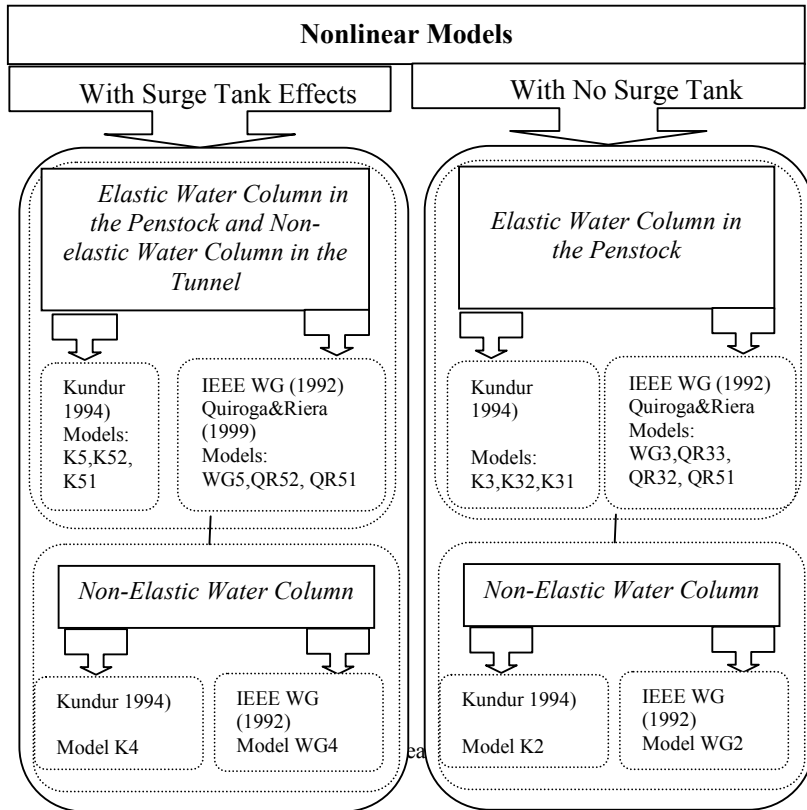 Nonlinear Models
With Surge Tank Effects
With No Surge Tank
Elastic Water Column in
the Penstock and Non-
elastic Water Column in the
Tunnel
Elastic Water Column in
the Penstock
Kundur
1994)
Models:
K5,K52,
K51
IEEE WG (1992)
Quiroga&Riera
(1999)
Models:
WG5,QR52, QR51
Kundur
1994)
Models:
K3,K32,K31
IEEE WG (1992)
Quiroga&Riera
Models:
WG3,QR33,
QR32, QR51
Non-Elastic Water Column
Non-Elastic Water Column
Kundur 1994)
Model K4
IEEE WG
(1992)
Model WG4
ea
Kundur 1994)
Model K2
IEEE WG
(1992)
Model WG2